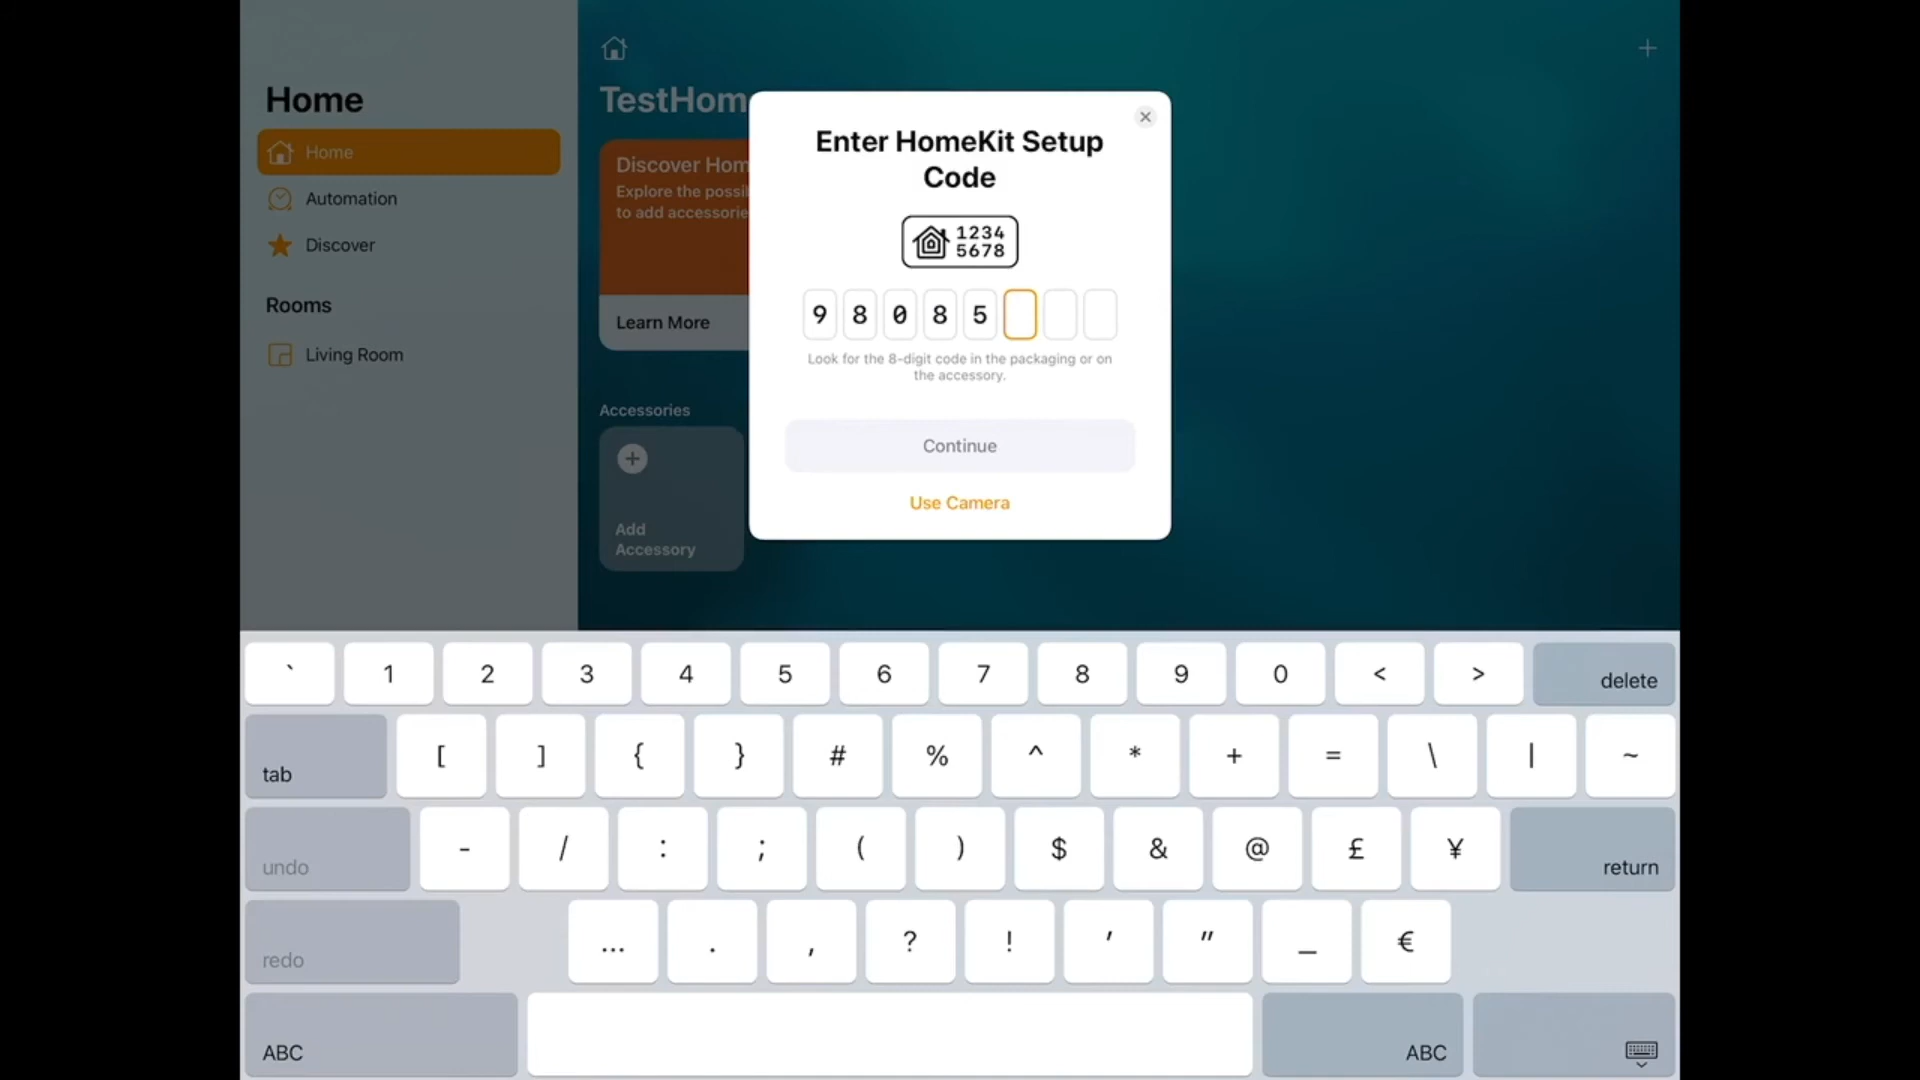 Home
Home
Automation
Discover
Rooms
Living Room
TestHom
Discover Hom
Explore the possi
to add accessorie
Learn More
Accessories
Add
Accessory
Enter HomeKit Setup
Code
1234
5678
9 8 0 8 5
Look for the 8-digit code in the packaging or on
the accessory.
Continue
Use Camera
` 1 2 3 4 5 6 7 8 9 0 < > delete
tab [ ] { } # % ^ * + = \ | ~
undo - / : ; ( ) $ & @ £ ¥ return
redo … . , ? ! ' " _ €
ABC ABC